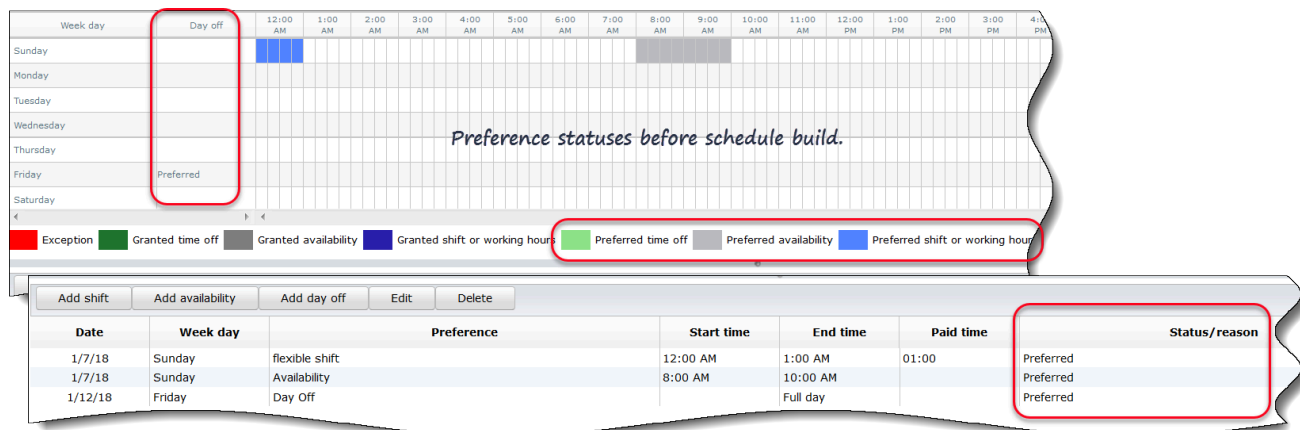 Week day Day off 12:00 AM 1:00 AM 2:00 AM 3:00 AM 4:00 AM 5:00 AM 6:00 AM 7:00 AM 8:00 AM 9:00 AM 10:00 AM 11:00 AM 12:00 PM 1:00 PM 2:00 PM 3:00 PM 4:0 PM
Sunday
Monday
Tuesday
Wednesday
Preference statuses before schedule build.
Thursday
Friday Preferred
Saturday
Exception Granted time off Granted availability Granted shift or working hours Preferred time off Preferred availability Preferred shift or working hour
Add shift Add availability Add day off Edit Delete
Date Week day Preference Start time End time Paid time Status/reason
1/7/18 Sunday flexible shift 12:00 AM 1:00 AM 01:00 Preferred
1/7/18 Sunday Availability 8:00 AM 10:00 AM Preferred
1/12/18 Friday Day Off Full day Preferred